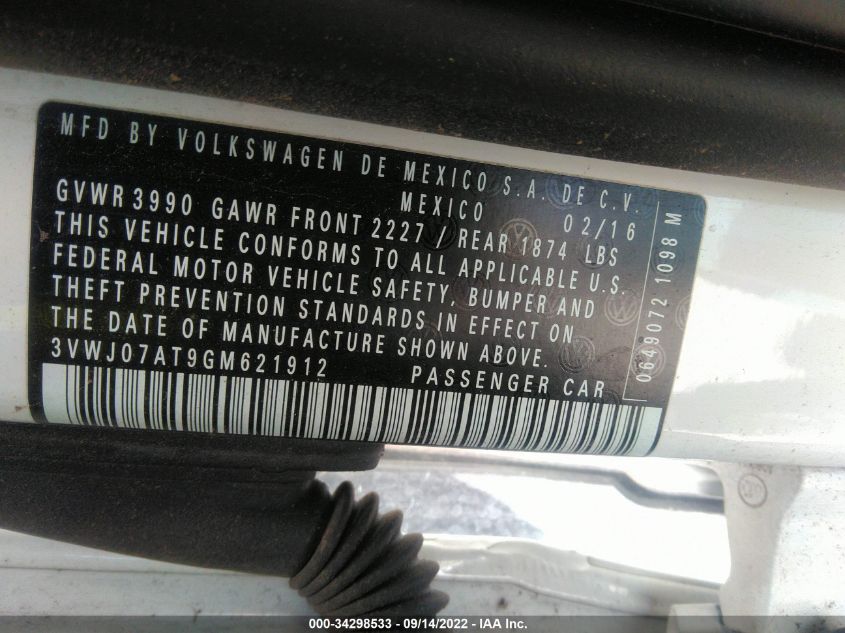 MFD BY VOLKSWAGEN DE MEXICO S.A. DE C.V.
MEXICO 02/16
GVWR 3990 GAWR FRONT 2227 / REAR 1874 LBS
THIS VEHICLE CONFORMS TO ALL APPLICABLE U.S.
FEDERAL MOTOR VEHICLE SAFETY, BUMPER AND
THEFT PREVENTION STANDARDS IN EFFECT ON
THE DATE OF MANUFACTURE SHOWN ABOVE.
3VWJ07AT9GM621912 PASSENGER CAR
0649072 1098 M
000-34298533 - 09/14/2022 - IAA Inc.